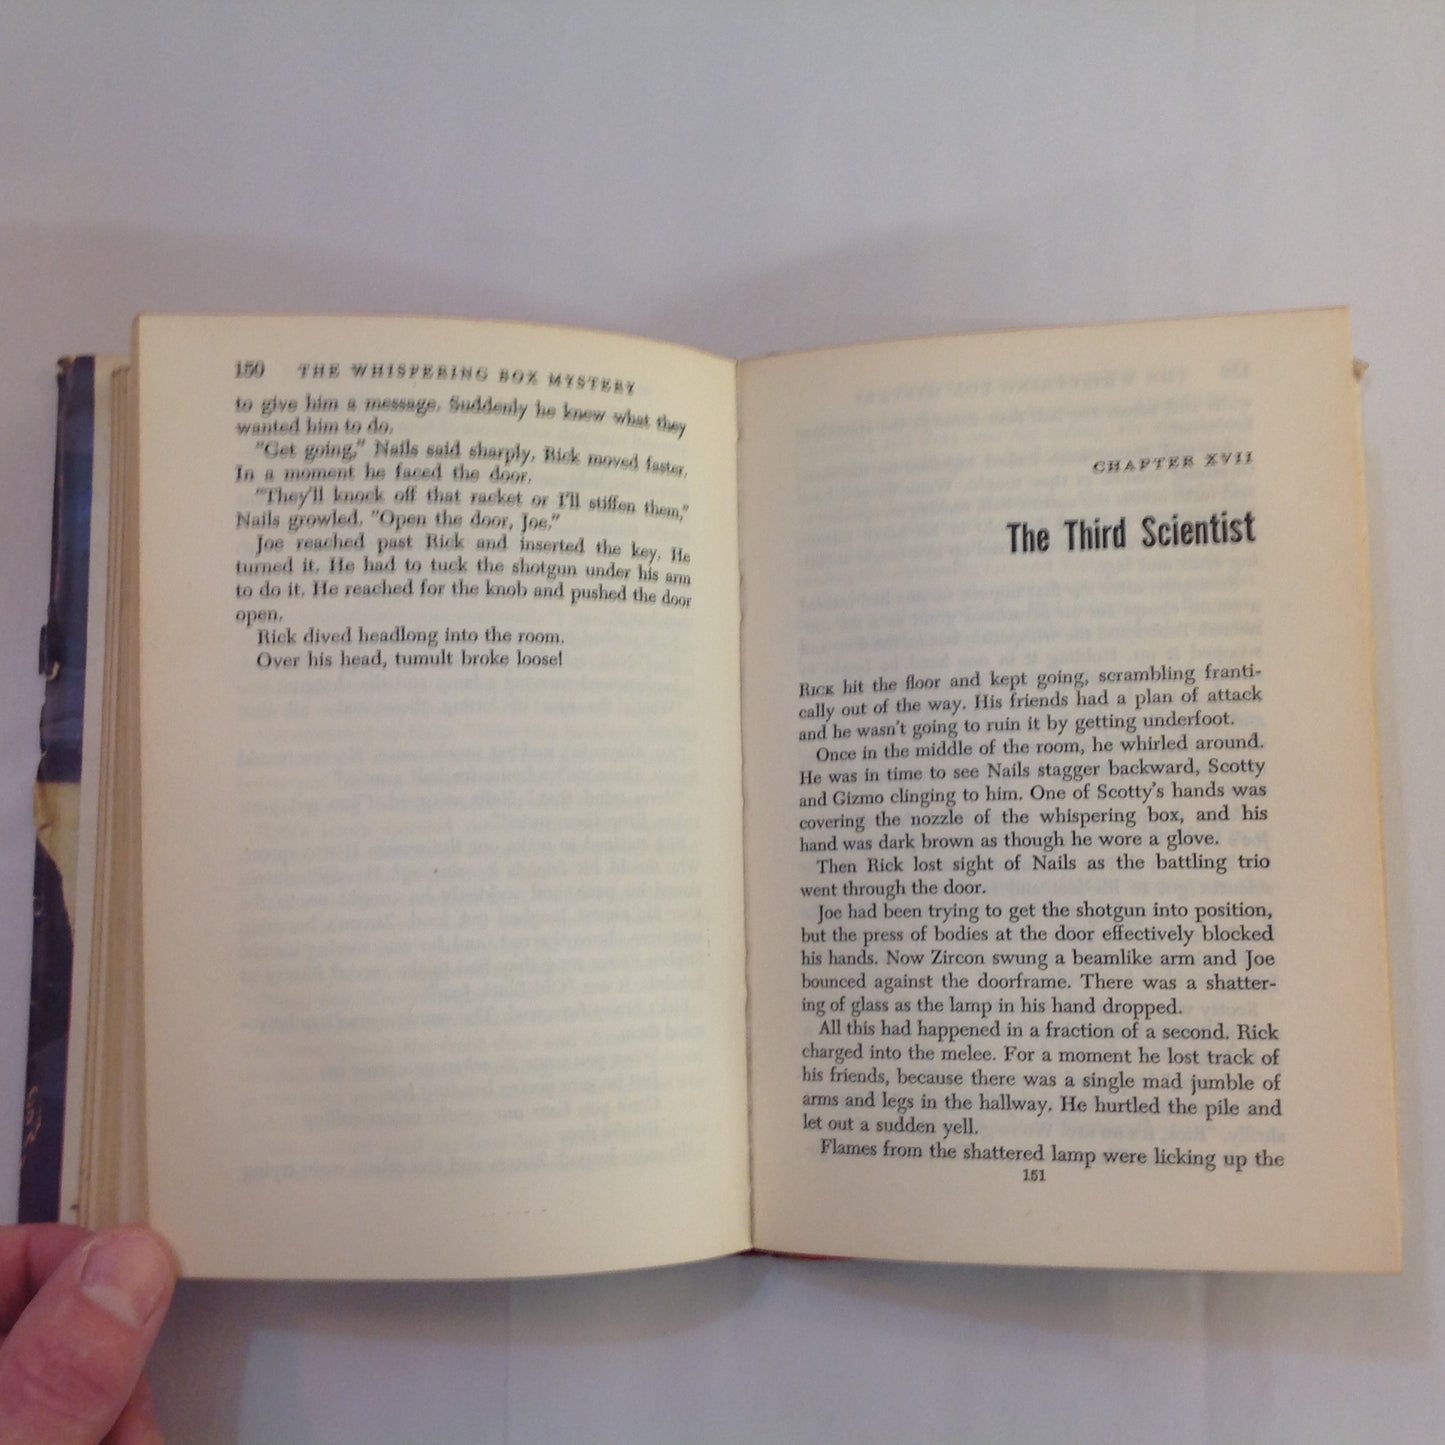 150 THE WHISPERING BOX MYSTERY
to give him a message. Suddenly he knew what they
wanted him to do.
"Get going," Nails said sharply. Rick moved faster.
In a moment he faced the door.
"They'll knock off that racket or I'll stiffen them,"
Nails growled. "Open the door, Joe."
Joe reached past Rick and inserted the key. He
turned it. He had to tuck the shotgun under his arm
to do it. He reached for the knob and pushed the door
open.
Rick dived headlong into the room.
Over his head, tumult broke loose!
CHAPTER XVII
The Third Scientist
RICK hit the floor and kept going, scrambling franti-
cally out of the way. His friends had a plan of attack
and he wasn't going to ruin it by getting underfoot.
Once in the middle of the room, he whirled around.
He was in time to see Nails stagger backward, Scotty
and Gizmo clinging to him. One of Scotty's hands was
covering the nozzle of the whispering box, and his
hand was dark brown as though he wore a glove.
Then Rick lost sight of Nails as the battling trio
went through the door.
Joe had been trying to get the shotgun into position,
but the press of bodies at the door effectively blocked
his hands. Now Zircon swung a beamlike arm and Joe
bounced against the doorframe. There was a shatter-
ing of glass as the lamp in his hand dropped.
All this had happened in a fraction of a second. Rick
charged into the melee. For a moment he lost track of
his friends, because there was a single mad jumble of
arms and legs in the hallway. He hurtled the pile and
let out a sudden yell.
Flames from the shattered lamp were licking up the
151